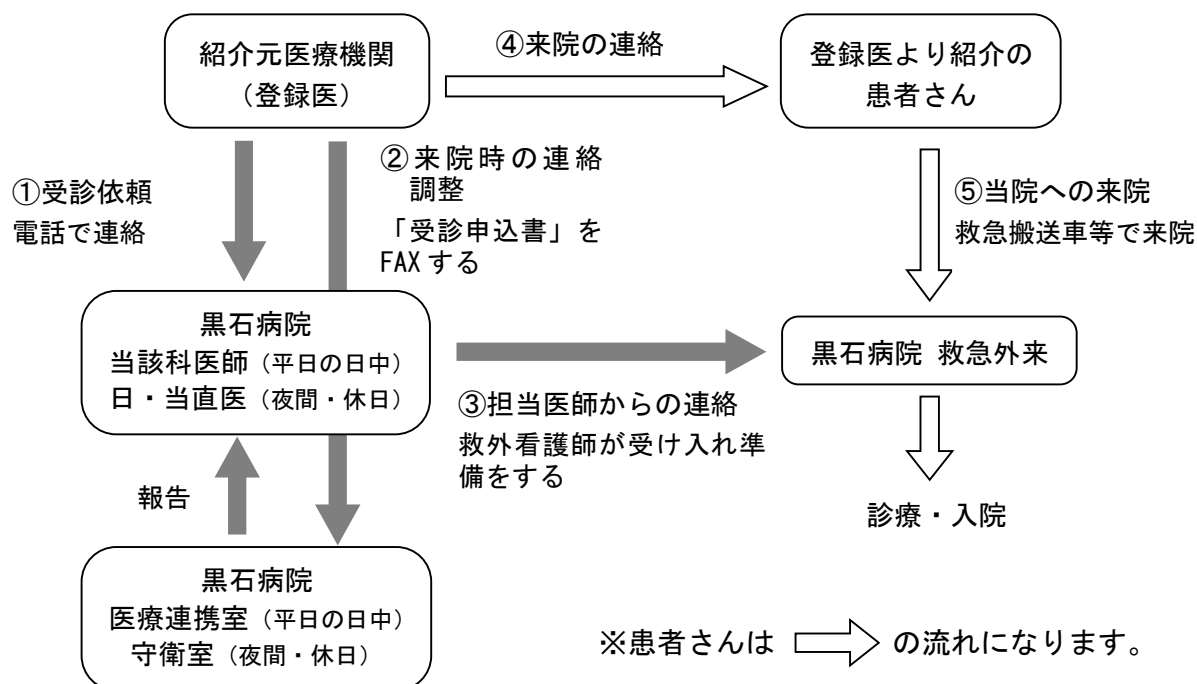 紹介元医療機関
（登録医）
④来院の連絡
登録医より紹介の
患者さん
①受診依頼
電話で連絡
②来院時の連絡
調整
「受診申込書」を
FAXする
⑤当院への来院
救急搬送車等で来院
黒石病院
当該科医師（平日の日中）
日・当直医（夜間・休日）
③担当医師からの連絡
救外看護師が受け入れ準
備をする
黒石病院 救急外来
報告
診療・入院
黒石病院
医療連携室（平日の日中）
守衛室（夜間・休日）
※患者さんは の流れになります。